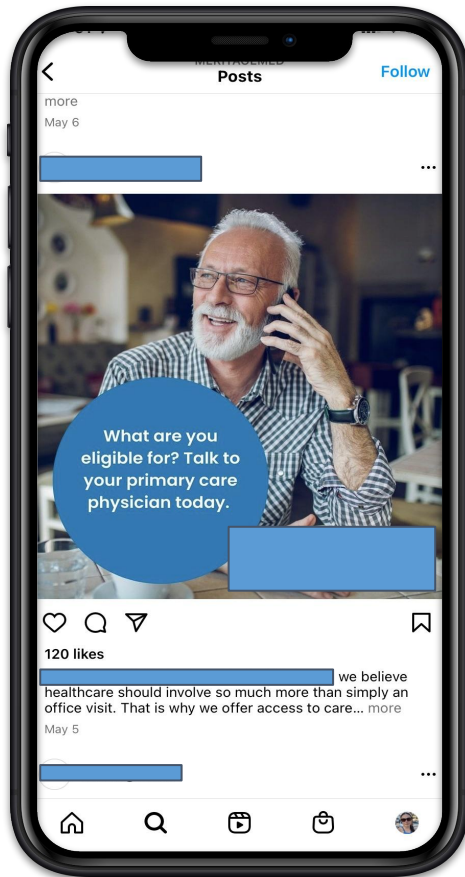 Posts
Follow
more
May 6
What are you
eligible for? Talk to
your primary care
physician today.
120 likes
we believe
healthcare should involve so much more than simply an
office visit. That is why we offer access to care... more
May 5